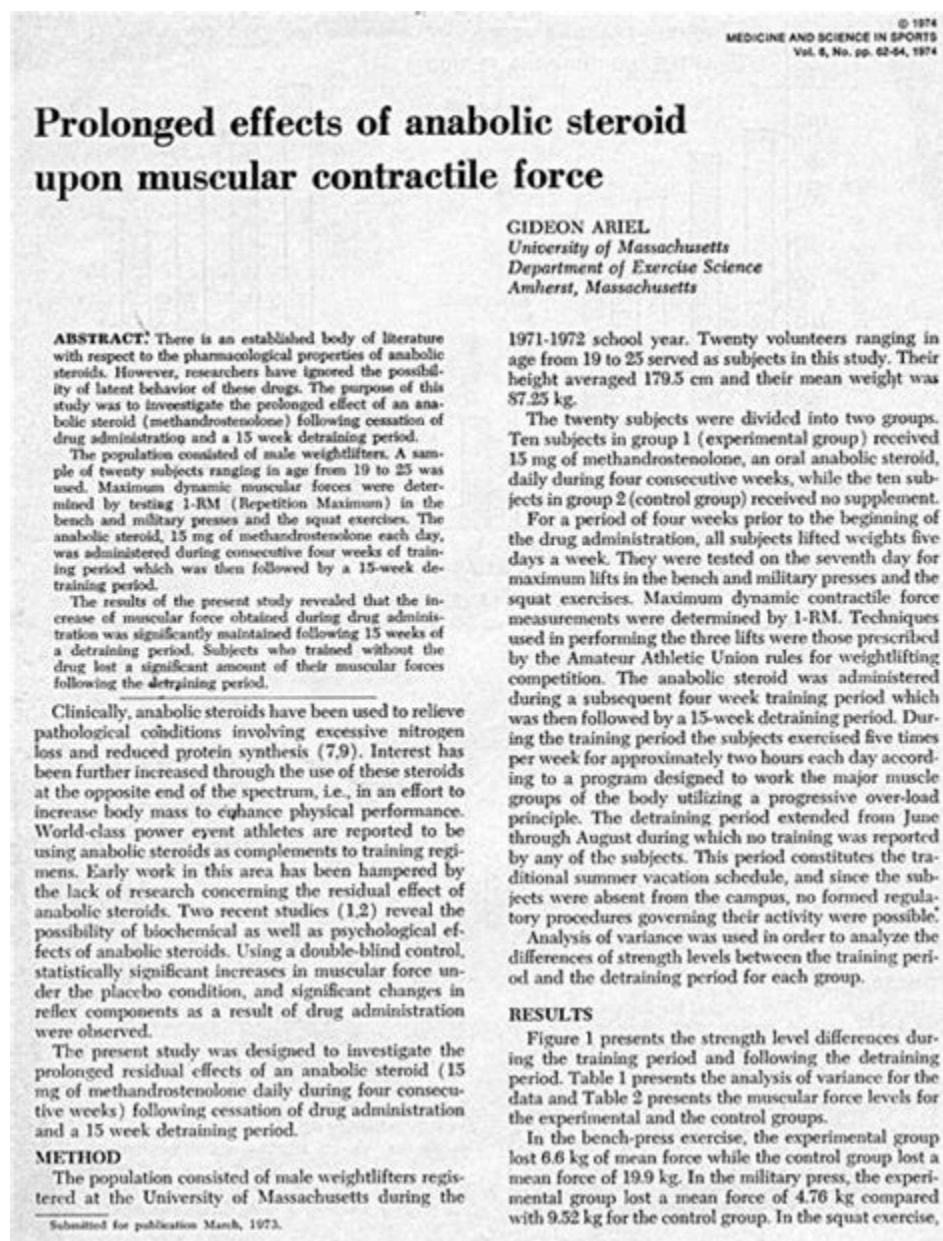 © 1974
MEDICINE AND SCIENCE IN SPORTS
Vol. 6, No. pp. 62-64, 1974
Prolonged effects of anabolic steroid
upon muscular contractile force
GIDEON ARIEL
University of Massachusetts
Department of Exercise Science
Amherst, Massachusetts
ABSTRACT: There is an established body of literature
with respect to the pharmacological properties of anabolic
steroids. However, researchers have ignored the possibil-
ity of latent behavior of these drugs. The purpose of this
study was to inveestigate the prolonged effect of an ana-
bolic steroid (methandrostenolone) following cessation of
drug administration and a 15 week detraining period.
The population consisted of male weightlifters. A sam-
ple of twenty subjects ranging in age from 19 to 25 was
used. Maximum dynamic muscular forces were deter-
mined by testing 1-RM (Repetition Maximum) in the
bench and military presses and the squat exercises. The
anabolic steroid, 15 mg of methandrostenolone each day,
was administered during consecutive four weeks of train-
ing period which was then followed by a 15-week de-
training period.
The results of the present study revealed that the in-
crease of muscular force obtained during drug adminis-
tration was significantly maintained following 15 weeks of
a detraining period. Subjects who trained without the
drug lost a significant amount of their muscular forces
following the detraining period.
Clinically, anabolic steroids have been used to relieve
pathological conditions involving excessive nitrogen
loss and reduced protein synthesis (7,9). Interest has
been further increased through the use of these steroids
at the opposite end of the spectrum, i.e., in an effort to
increase body mass to enhance physical performance.
World-class power event athletes are reported to be
using anabolic steroids as complements to training regi-
mens. Early work in this area has been hampered by
the lack of research concerning the residual effect of
anabolic steroids. Two recent studies (1,2) reveal the
possibility of biochemical as well as psychological ef-
fects of anabolic steroids. Using a double-blind control,
statistically significant increases in muscular force un-
der the placebo condition, and significant changes in
reflex components as a result of drug administration
were observed.
The present study was designed to investigate the
prolonged residual effects of an anabolic steroid (15
mg of methandrostenolone daily during four consecu-
tive weeks) following cessation of drug administration
and a 15 week detraining period.
METHOD
The population consisted of male weightlifters regis-
tered at the University of Massachusetts during the
Submitted for publication March, 1973.
1971-1972 school year. Twenty volunteers ranging in
age from 19 to 25 served as subjects in this study. Their
height averaged 179.5 cm and their mean weight was
87.25 kg.
The twenty subjects were divided into two groups.
Ten subjects in group 1 (experimental group) received
15 mg of methandrostenolone, an oral anabolic steroid,
daily during four consecutive weeks, while the ten sub-
jects in group 2 (control group) received no supplement.
For a period of four weeks prior to the beginning of
the drug administration, all subjects lifted weights five
days a week. They were tested on the seventh day for
maximum lifts in the bench and military presses and the
squat exercises. Maximum dynamic contractile force
measurements were determined by 1-RM. Techniques
used in performing the three lifts were those prescribed
by the Amateur Athletic Union rules for weightlifting
competition. The anabolic steroid was administered
during a subsequent four week training period which
was then followed by a 15-week detraining period. Dur-
ing the training period the subjects exercised five times
per week for approximately two hours each day accord-
ing to a program designed to work the major muscle
groups of the body utilizing a progressive over-load
principle. The detraining period extended from June
through August during which no training was reported
by any of the subjects. This period constitutes the tra-
ditional summer vacation schedule, and since the sub-
jects were absent from the campus, no formed regula-
tory procedures governing their activity were possible.
Analysis of variance was used in order to analyze the
differences of strength levels between the training peri-
od and the detraining period for each group.
RESULTS
Figure 1 presents the strength level differences dur-
ing the training period and following the detraining
period. Table 1 presents the analysis of variance for the
data and Table 2 presents the muscular force levels for
the experimental and the control groups.
In the bench-press exercise, the experimental group
lost 6.6 kg of mean force while the control group lost a
mean force of 19.9 kg. In the military press, the experi-
mental group lost a mean force of 4.76 kg compared
with 9.52 kg for the control group. In the squat exercise,